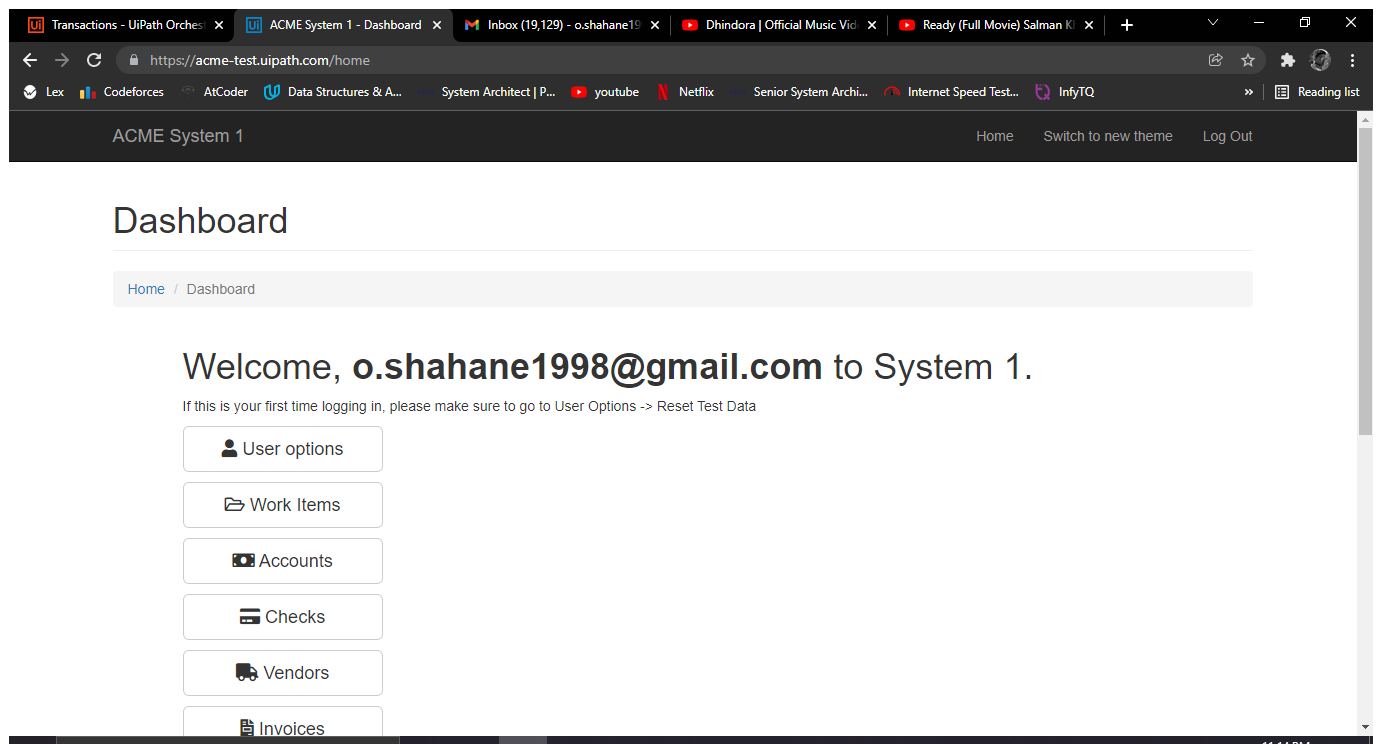 Transactions - UiPath Orches
ACME System 1 - Dashboard
Inbox (19,129) - o.shahane19
Dhindora | Official Music Vid
Ready (Full Movie) Salman K
https://acme-test.uipath.com/home
Lex
Codeforces
AtCoder
Data Structures & A...
System Architect | P...
youtube
Netflix
Senior System Archi...
Internet Speed Test...
InfyTQ
»
Reading list
ACME System 1
Home
Switch to new theme
Log Out
Dashboard
Home / Dashboard
Welcome, o.shahane1998@gmail.com to System 1.
If this is your first time logging in, please make sure to go to User Options -> Reset Test Data
User options
Work Items
Accounts
Checks
Vendors
Invoices